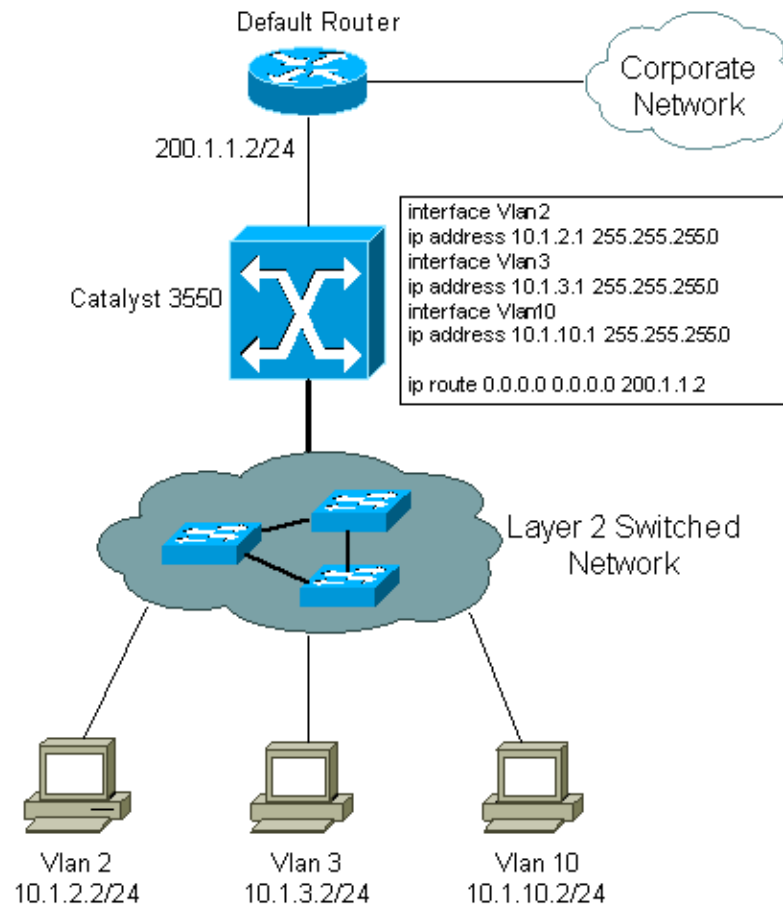 Default Router
Corporate
Network
200.1.1.2/24
Catalyst 3550
interface Vlan2
ip address 10.1.2.1 255.255.255.0
interface Vlan3
ip address 10.1.3.1 255.255.255.0
interface Vlan10
ip address 10.1.10.1 255.255.255.0
ip route 0.0.0.0 0.0.0.0 200.1.1.2
Layer 2 Switched
Network
Vlan 2
10.1.2.2/24
Vlan 3
10.1.3.2/24
Vlan 10
10.1.10.2/24